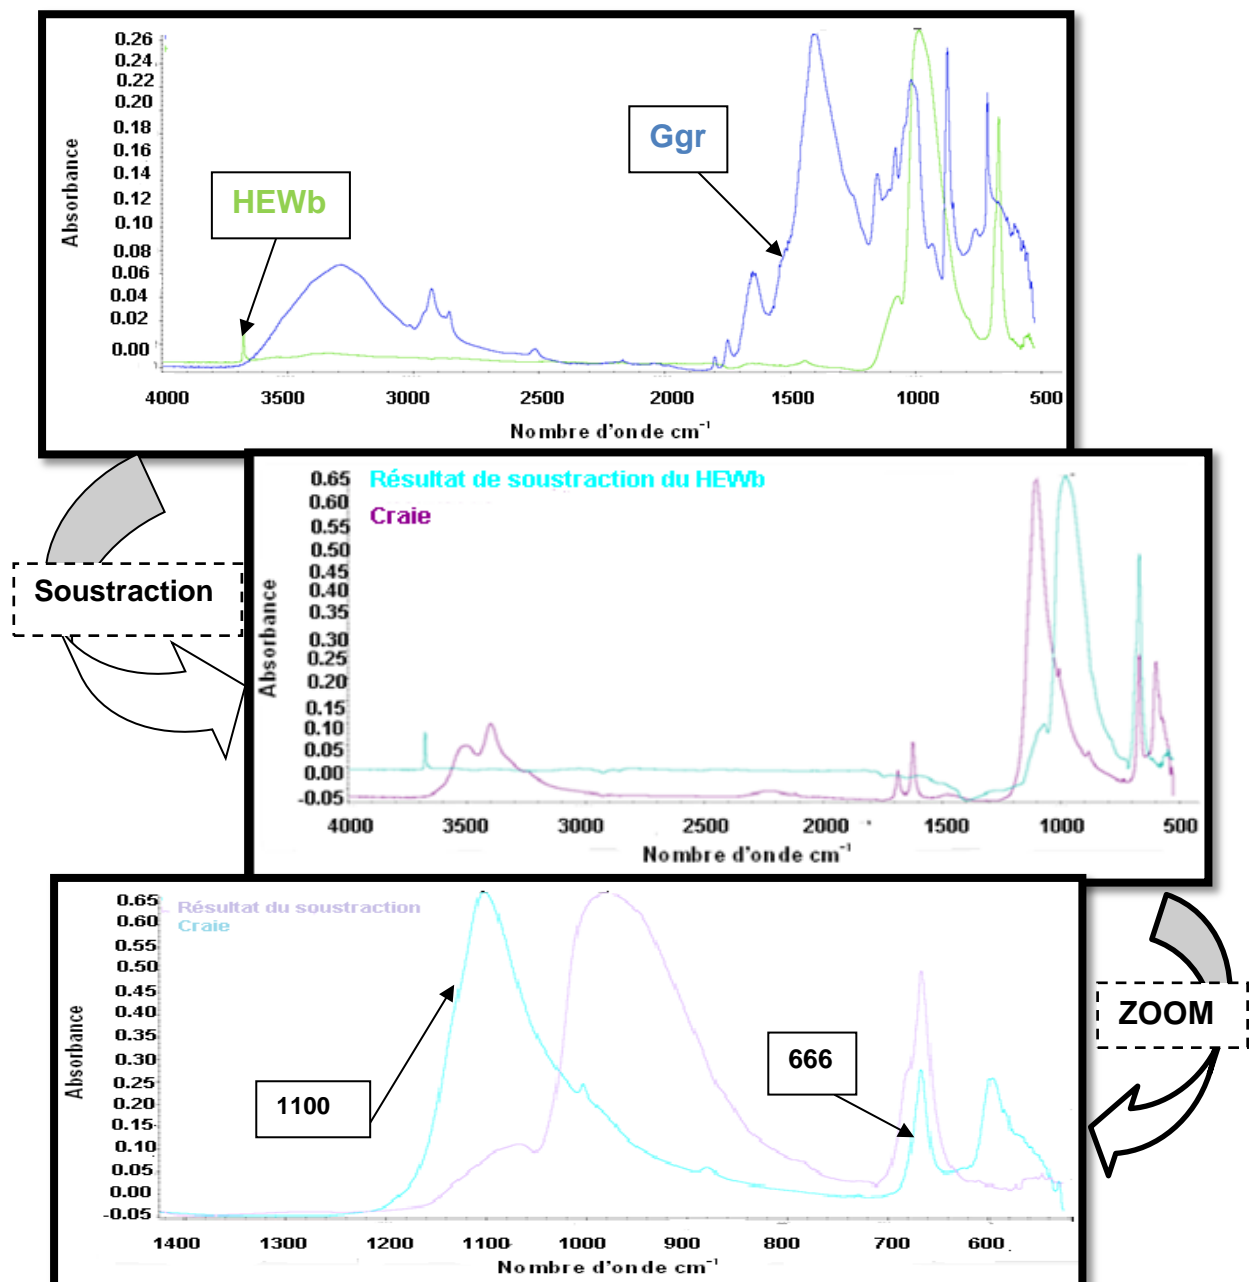 0.26
0.24
0.22
0.20
0.18
0.16
0.14
0.12
0.10
0.08
0.06
0.04
0.02
0.00
Absorbance
HEWb
Ggr
4000 3500 3000 2500 2000 1500 1000 500
Nombre d'onde cm⁻¹
Soustraction
Résultat de soustraction du HEWb
Craie
0.65
0.60
0.55
0.50
0.45
0.40
0.35
0.30
0.25
0.20
0.15
0.10
0.05
0.00
-0.05
Absorbance
4000 3500 3000 2500 2000 1500 1000 500
Nombre d'onde cm⁻¹
ZOOM
Résultat du soustraction
Craie
0.65
0.60
0.55
0.50
0.45
0.40
0.35
0.30
0.25
0.20
0.15
0.10
0.05
0.00
-0.05
Absorbance
1100
666
1400 1300 1200 1100 1000 900 800 700 600
Nombre d'onde cm⁻¹